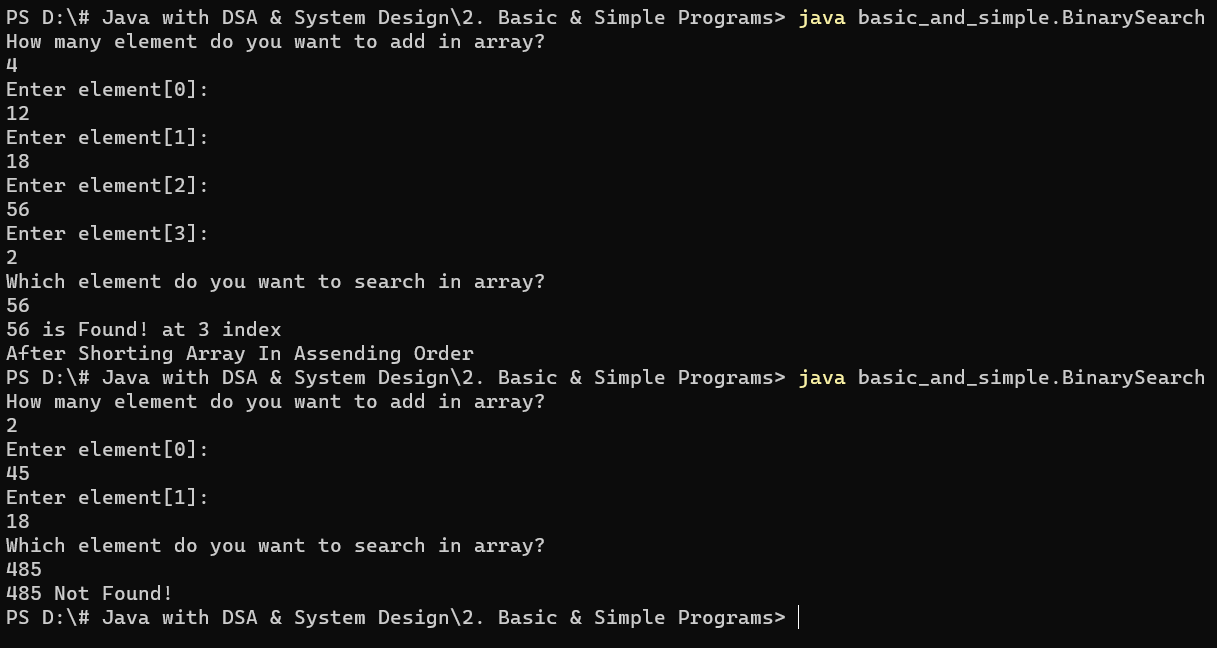 PS D:\# Java with DSA & System Design\2. Basic & Simple Programs> java basic_and_simple.BinarySearch
How many element do you want to add in array?
4
Enter element[0]:
12
Enter element[1]:
18
Enter element[2]:
56
Enter element[3]:
2
Which element do you want to search in array?
56
56 is Found! at 3 index
After Shorting Array In Assending Order
PS D:\# Java with DSA & System Design\2. Basic & Simple Programs> java basic_and_simple.BinarySearch
How many element do you want to add in array?
2
Enter element[0]:
45
Enter element[1]:
18
Which element do you want to search in array?
485
485 Not Found!
PS D:\# Java with DSA & System Design\2. Basic & Simple Programs>